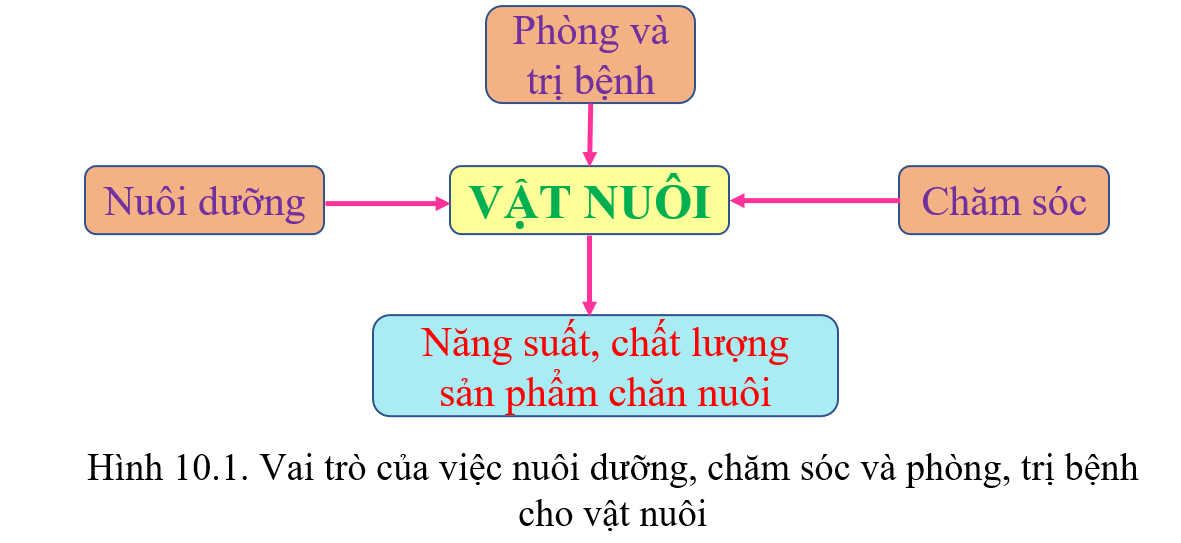 Phòng và
trị bệnh
Nuôi dưỡng
VẬT NUÔI
Chăm sóc
Năng suất, chất lượng
sản phẩm chăn nuôi
Hình 10.1. Vai trò của việc nuôi dưỡng, chăm sóc và phòng, trị bệnh
cho vật nuôi